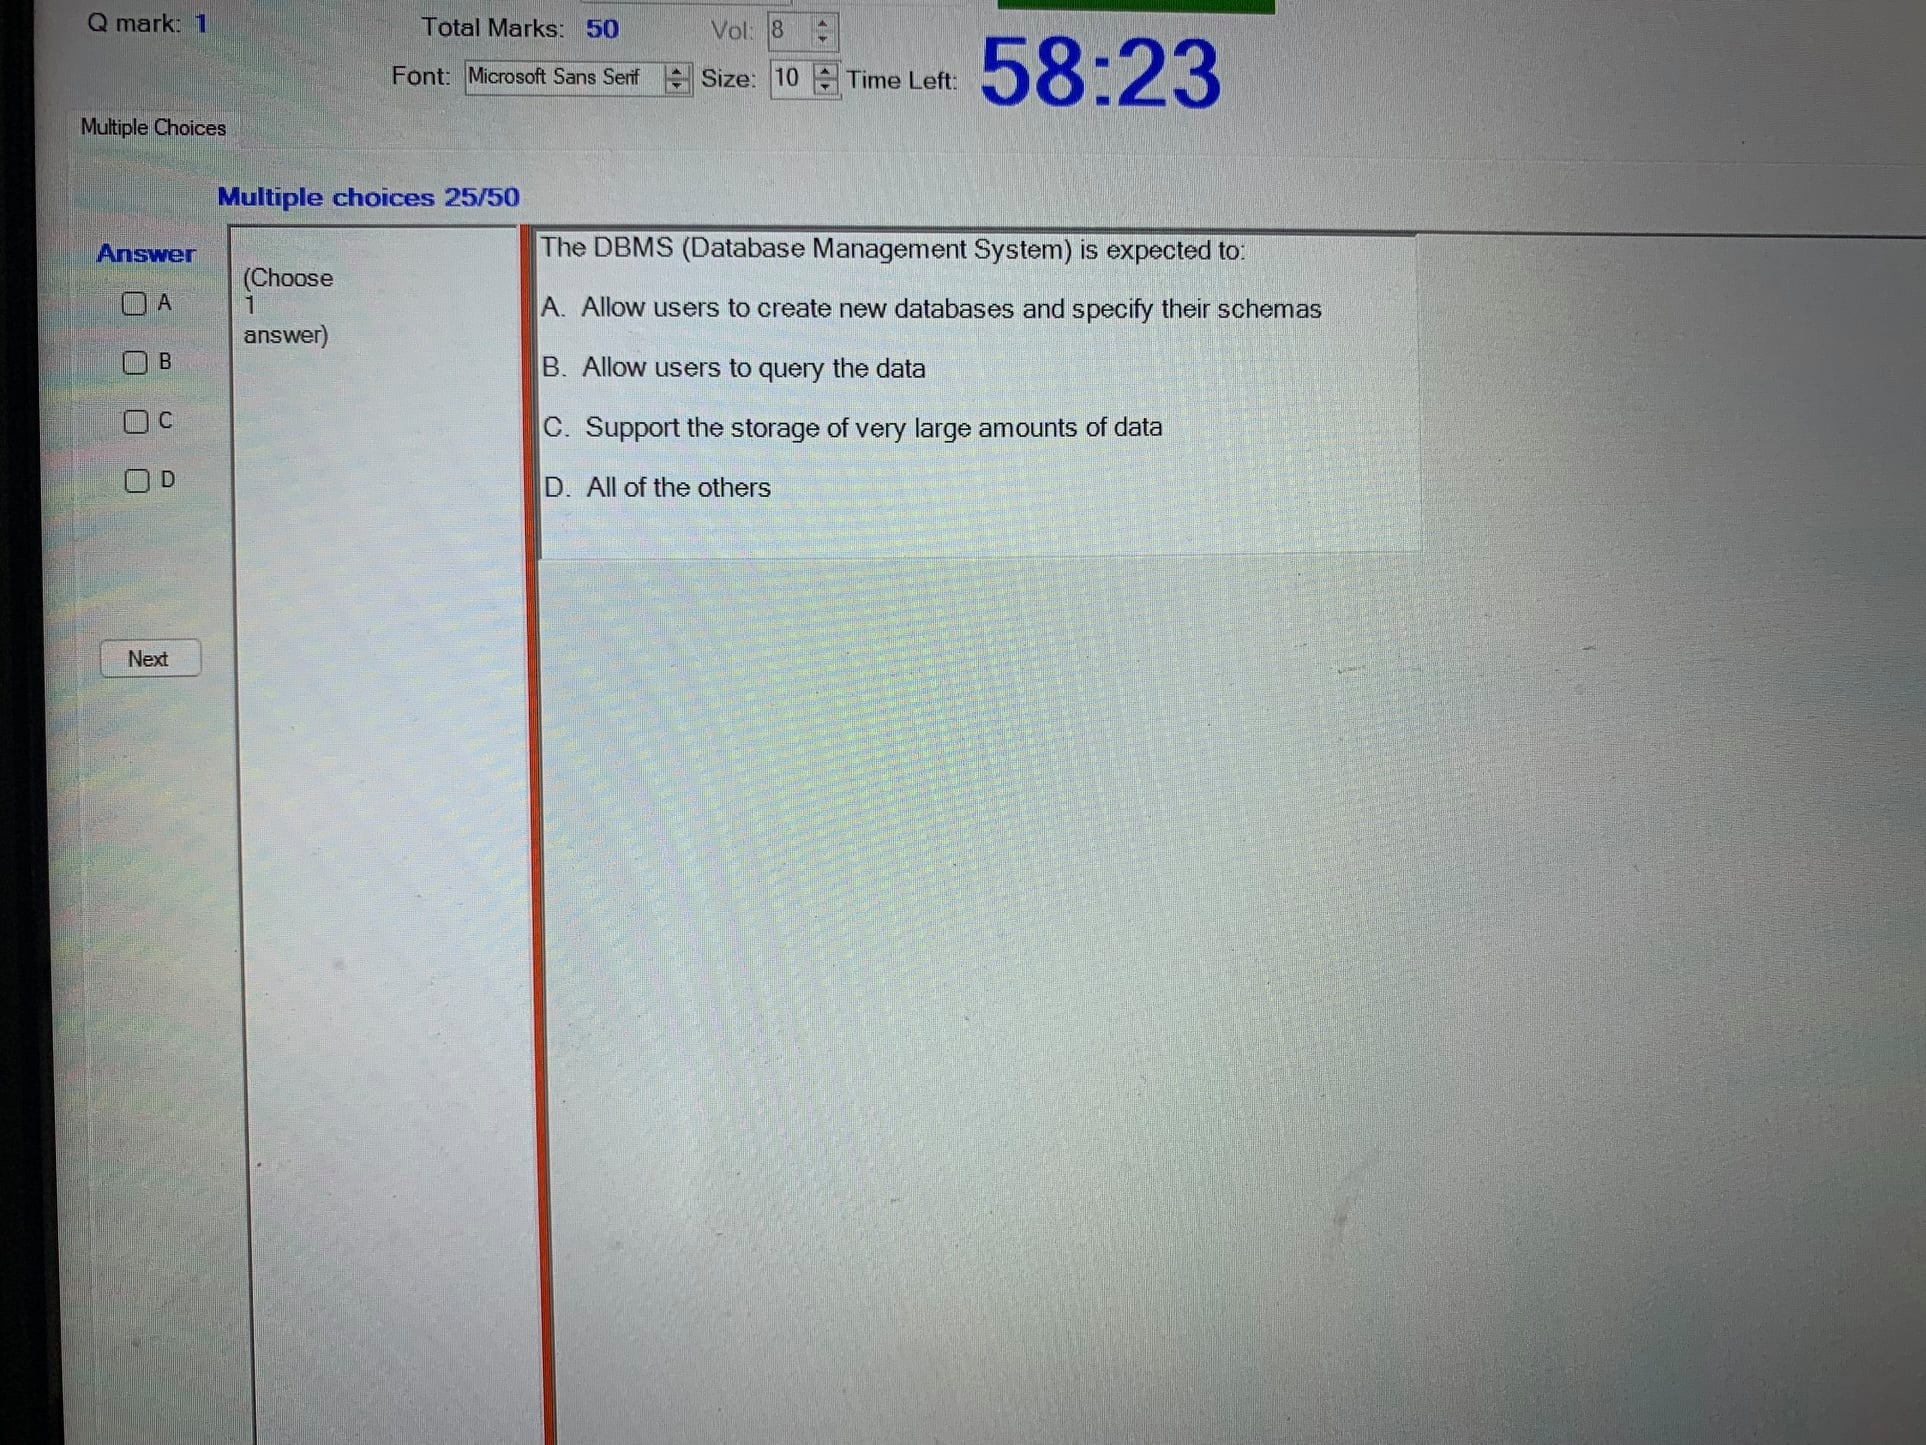 Q mark: 1
Total Marks: 50
Vol: 8
Font: Microsoft Sans Serif
Size: 10
Time Left: 58:23
Multiple Choices
Multiple choices 25/50
Answer
A
B
C
D
Next
(Choose
1
answer)
The DBMS (Database Management System) is expected to:
A. Allow users to create new databases and specify their schemas
B. Allow users to query the data
C. Support the storage of very large amounts of data
D. All of the others